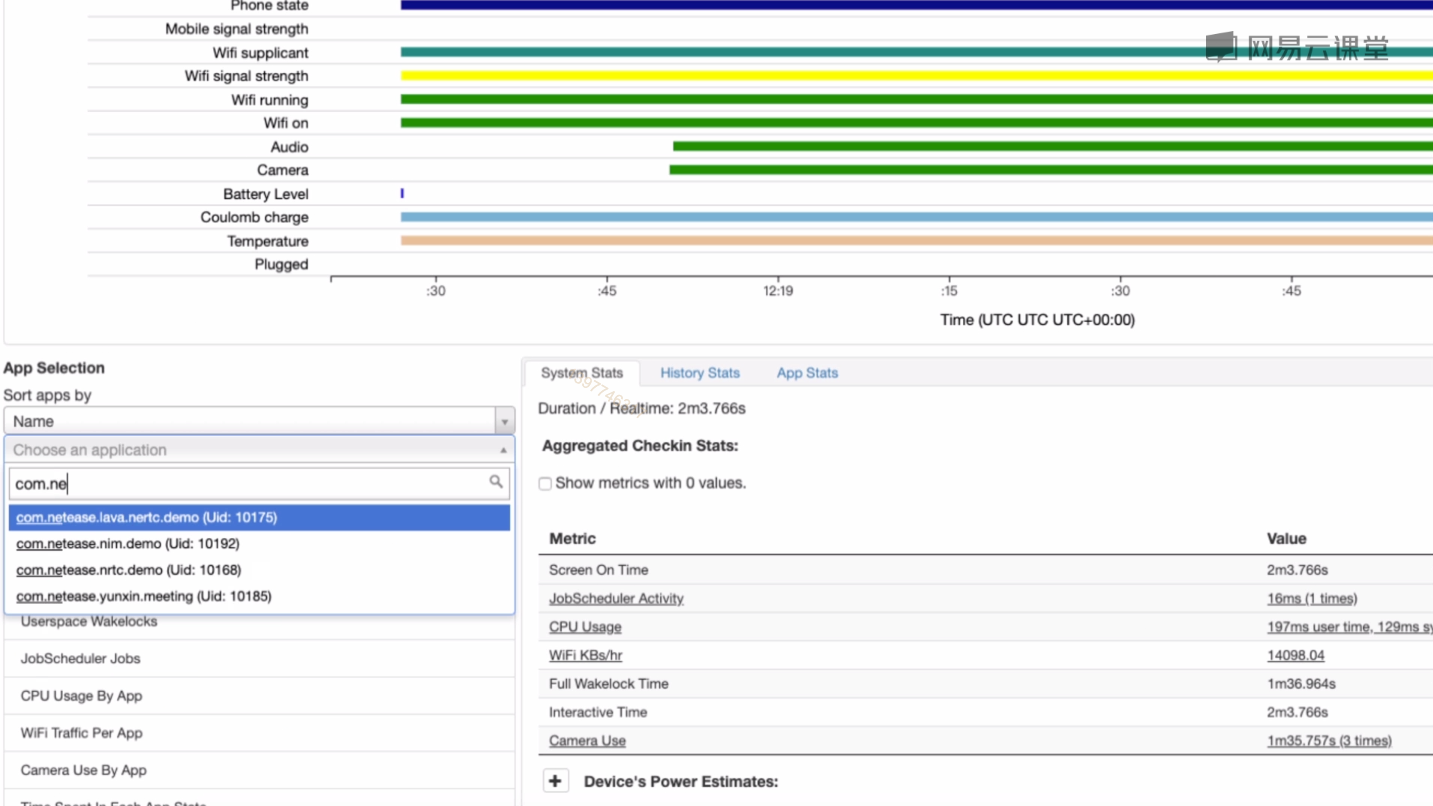 Phone state
Mobile signal strength
Wifi supplicant
网易云课堂
Wifi signal strength
Wifi running
Wifi on
Audio
Camera
Battery Level
Coulomb charge
Temperature
Plugged
:30 :45 12:19 :15 :30 :45
Time (UTC UTC UTC+00:00)
App Selection
Sort apps by
Name
Choose an application
com.ne
com.netease.lava.nertc.demo (Uid: 10175)
com.netease.nim.demo (Uid: 10192)
com.netease.nrtc.demo (Uid: 10168)
com.netease.yunxin.meeting (Uid: 10185)
Userspace Wakelocks
JobScheduler Jobs
CPU Usage By App
WiFi Traffic Per App
Camera Use By App
Time Spent In Each App State
System Stats History Stats App Stats
Duration / Realtime: 2m3.766s
Aggregated Checkin Stats:
Show metrics with 0 values.
Metric Value
Screen On Time 2m3.766s
JobScheduler Activity 16ms (1 times)
CPU Usage 197ms user time, 129ms sy
WiFi KBs/hr 14098.04
Full Wakelock Time 1m36.964s
Interactive Time 2m3.766s
Camera Use 1m35.757s (3 times)
Device's Power Estimates: